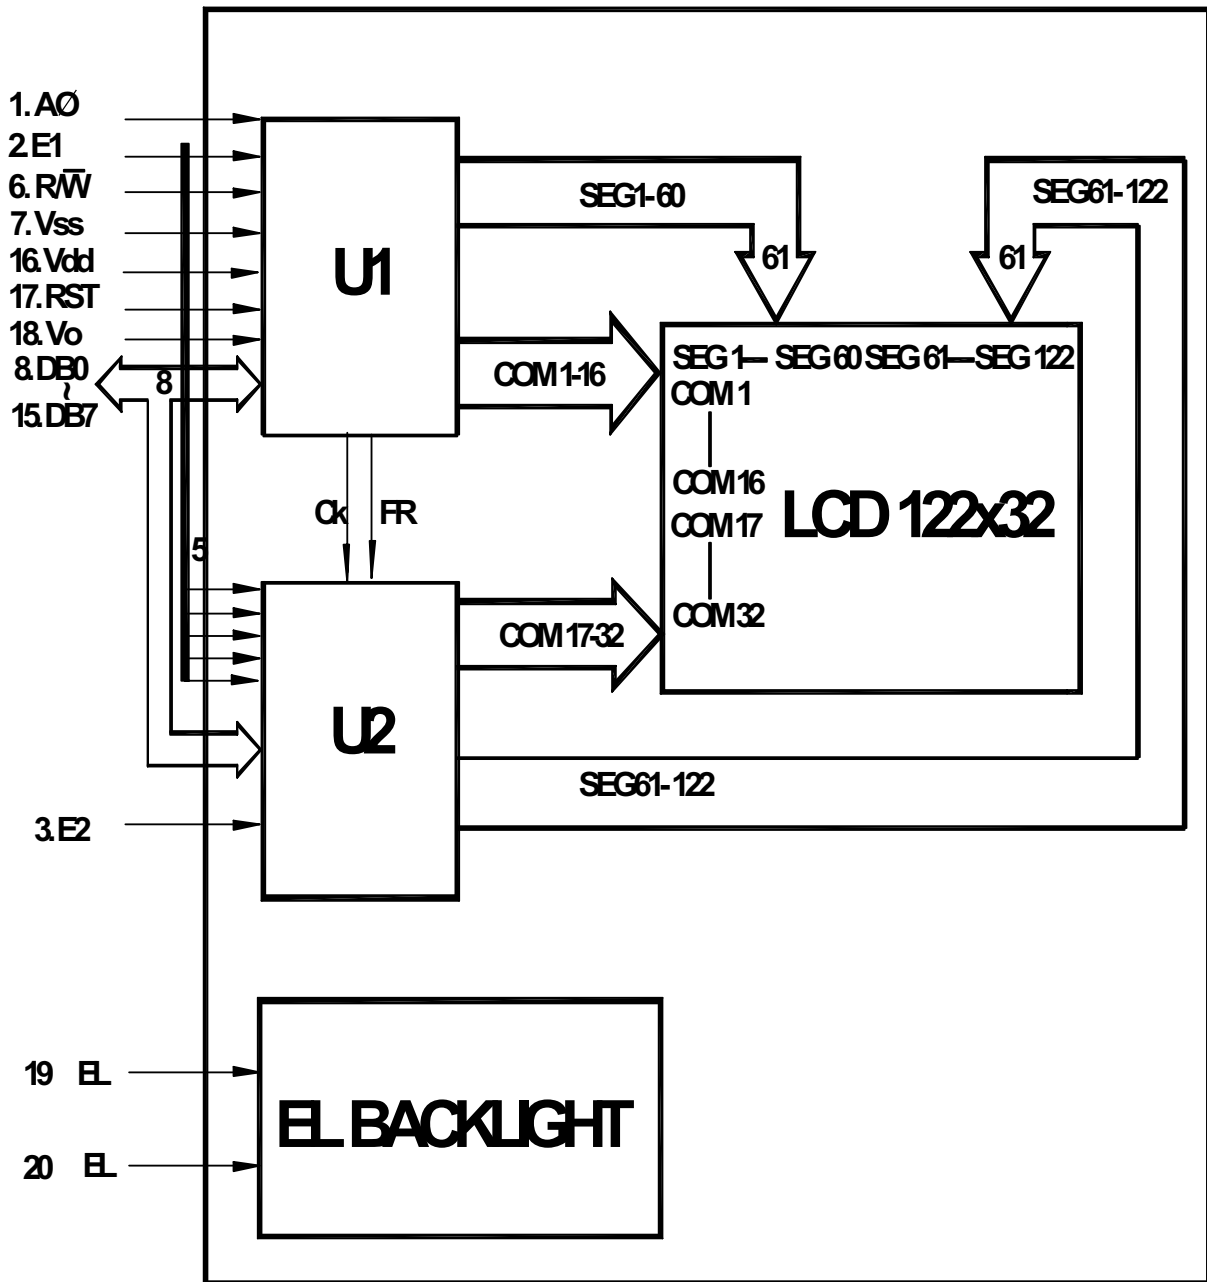 1. AØ
2. E1
6. R/W̅
7. Vss
16. Vdd
17. RST
18. Vo
8. DB0
~
15. DB7
8
U1
SEG1-60
SEG61-122
61
61
COM1-16
SEG 1— SEG 60 SEG 61—SEG 122
COM 1
COM 16
COM 17
COM 32
LCD 122x32
Ck
FR
5
COM 17-32
U2
SEG61-122
3. E2
19 EL
20 EL
EL BACKLIGHT